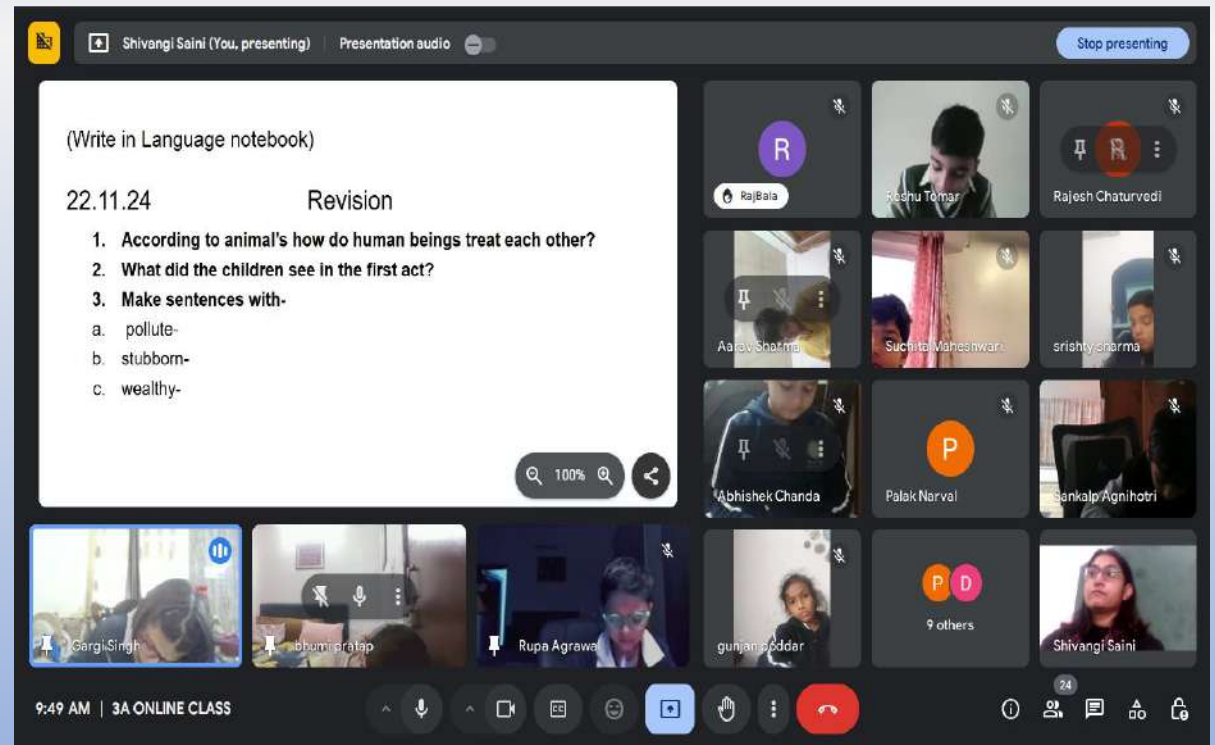 Shivangi Saini (You, presenting) Presentation audio
Stop presenting
(Write in Language notebook)
22.11.24 Revision
1. According to animal's how do human beings treat each other?
2. What did the children see in the first act?
3. Make sentences with-
a. pollute-
b. stubborn-
c. wealthy-
100%
R
RajBala
Roshu Tomar
R
Rajesh Chaturvedi
Aarav Sharma
Suchita Maheshwari
srishty sharma
Abhishek Chanda
P
Palak Narval
Sankalp Agnihotri
Gargi Singh
bhumi pratap
Rupa Agrawal
gunjan poddar
P D
9 others
Shivangi Saini
9:49 AM | 3A ONLINE CLASS
CC
24